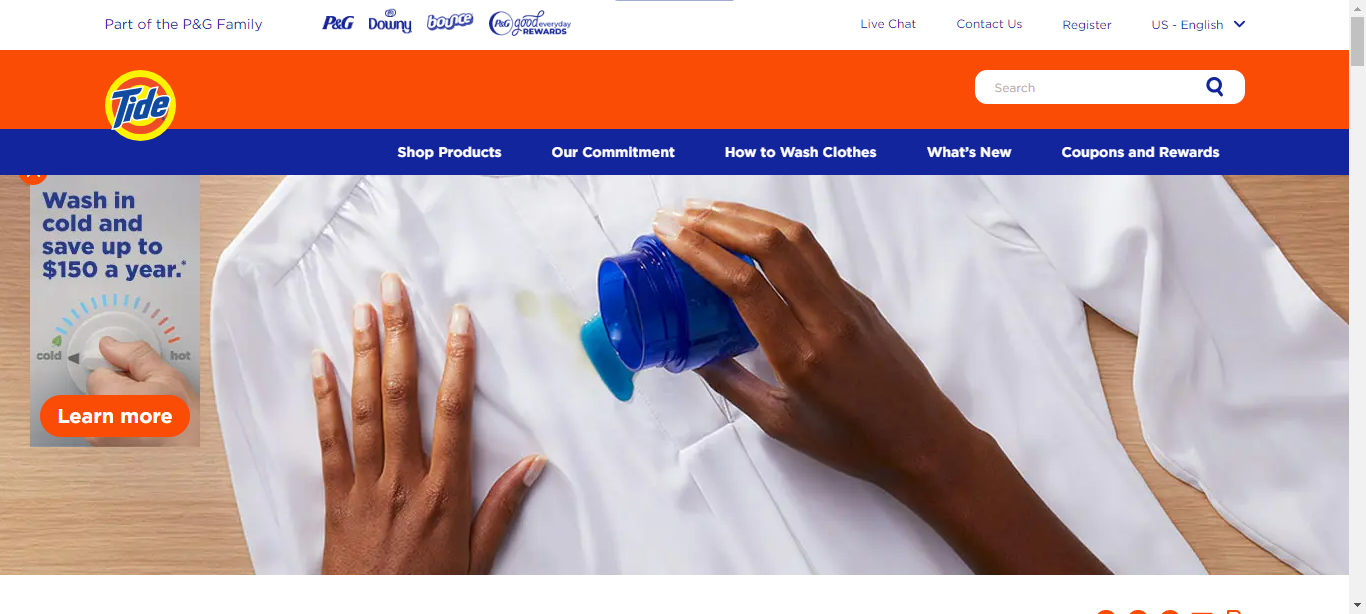 Part of the P&G Family
P&G
Downy
bounce
P&G good everyday
REWARDS
Live Chat
Contact Us
Register
US - English
Tide
Search
Shop Products
Our Commitment
How to Wash Clothes
What's New
Coupons and Rewards
Wash in
cold and
save up to
$150 a year.*
cold
hot
Learn more